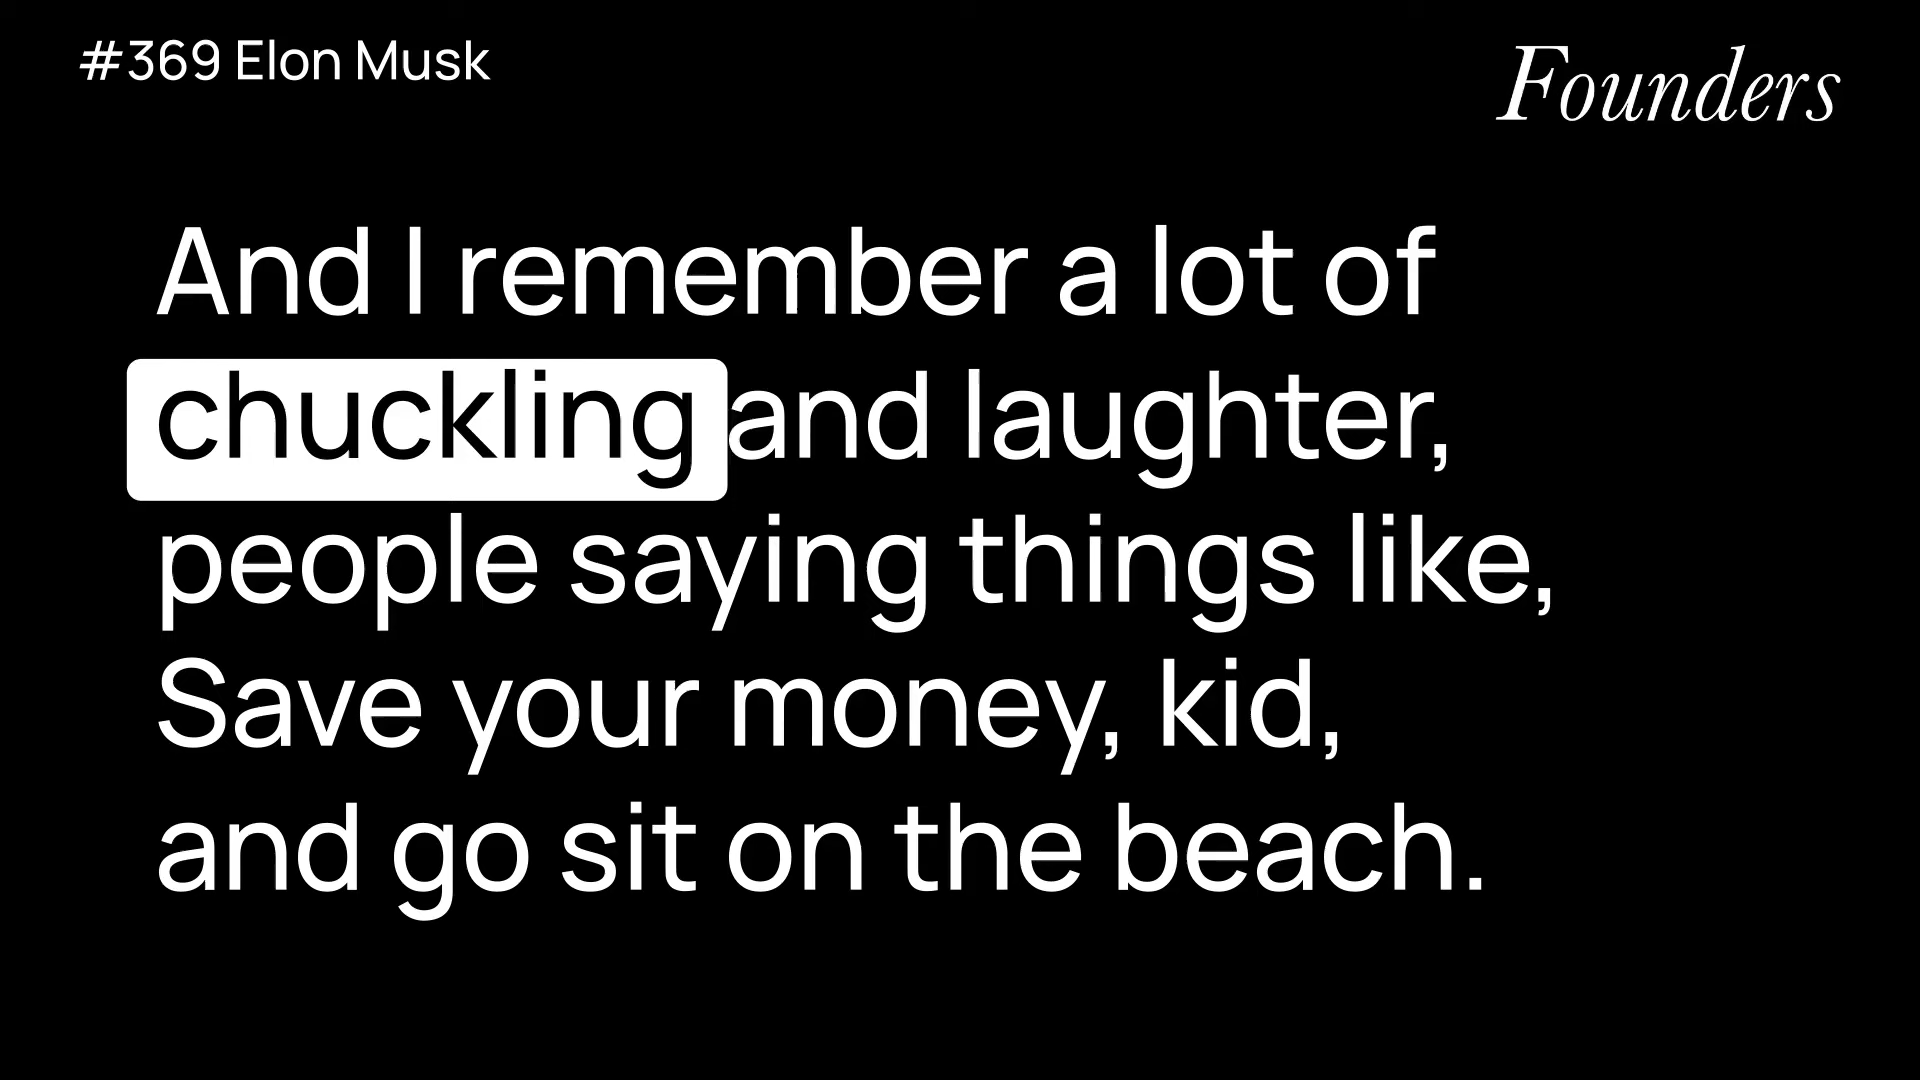 #369 Elon Musk
Founders
And I remember a lot of
chuckling and laughter,
people saying things like,
Save your money, kid,
and go sit on the beach.